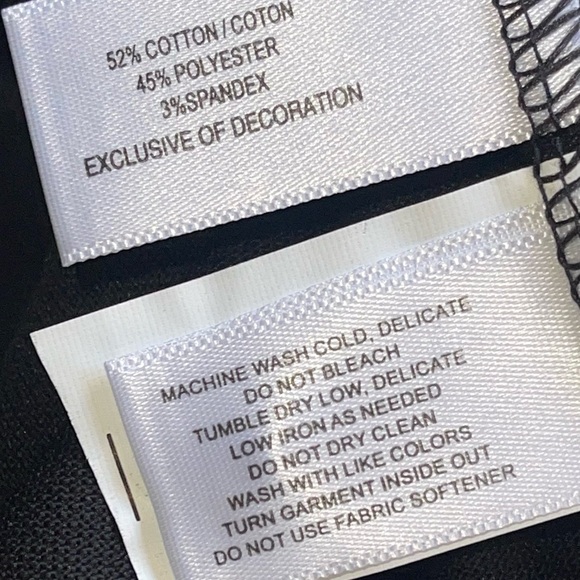 52% COTTON / COTON
45% POLYESTER
3%SPANDEX
EXCLUSIVE OF DECORATION
MACHINE WASH COLD, DELICATE
DO NOT BLEACH
TUMBLE DRY LOW, DELICATE
LOW IRON AS NEEDED
DO NOT DRY CLEAN
WASH WITH LIKE COLORS
TURN GARMENT INSIDE OUT
DO NOT USE FABRIC SOFTENER